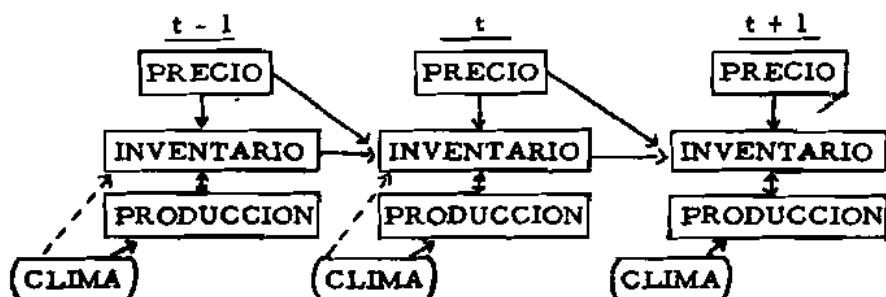 t - 1 t t + 1
PRECIO PRECIO PRECIO
INVENTARIO INVENTARIO INVENTARIO
PRODUCCION PRODUCCION PRODUCCION
CLIMA CLIMA CLIMA